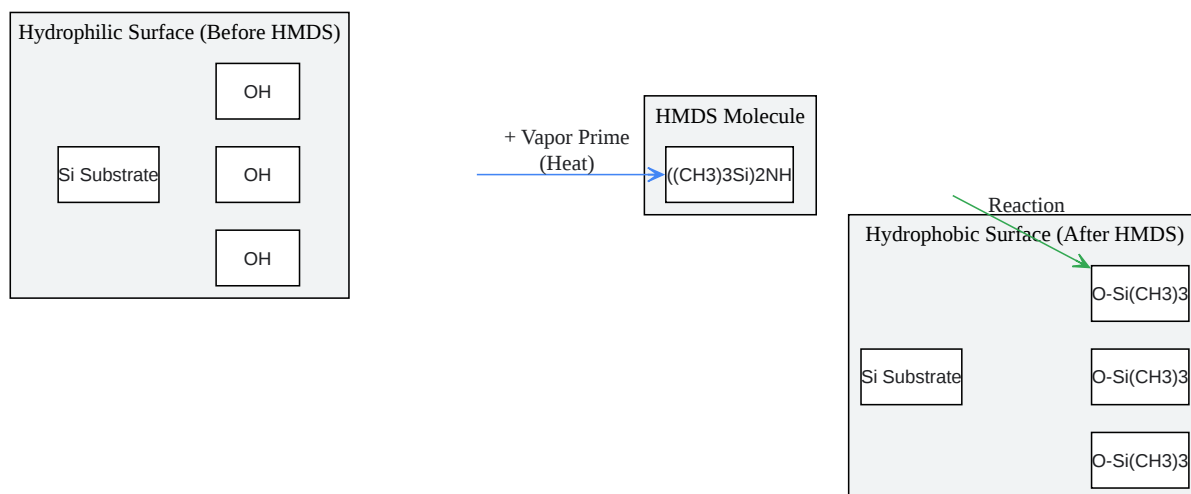 Hydrophilic Surface (Before HMDS)
OH
Si Substrate
OH
OH
+ Vapor Prime
(Heat)
HMDS Molecule
((CH3)3Si)2NH
Reaction
Hydrophobic Surface (After HMDS)
O-Si(CH3)3
Si Substrate
O-Si(CH3)3
O-Si(CH3)3